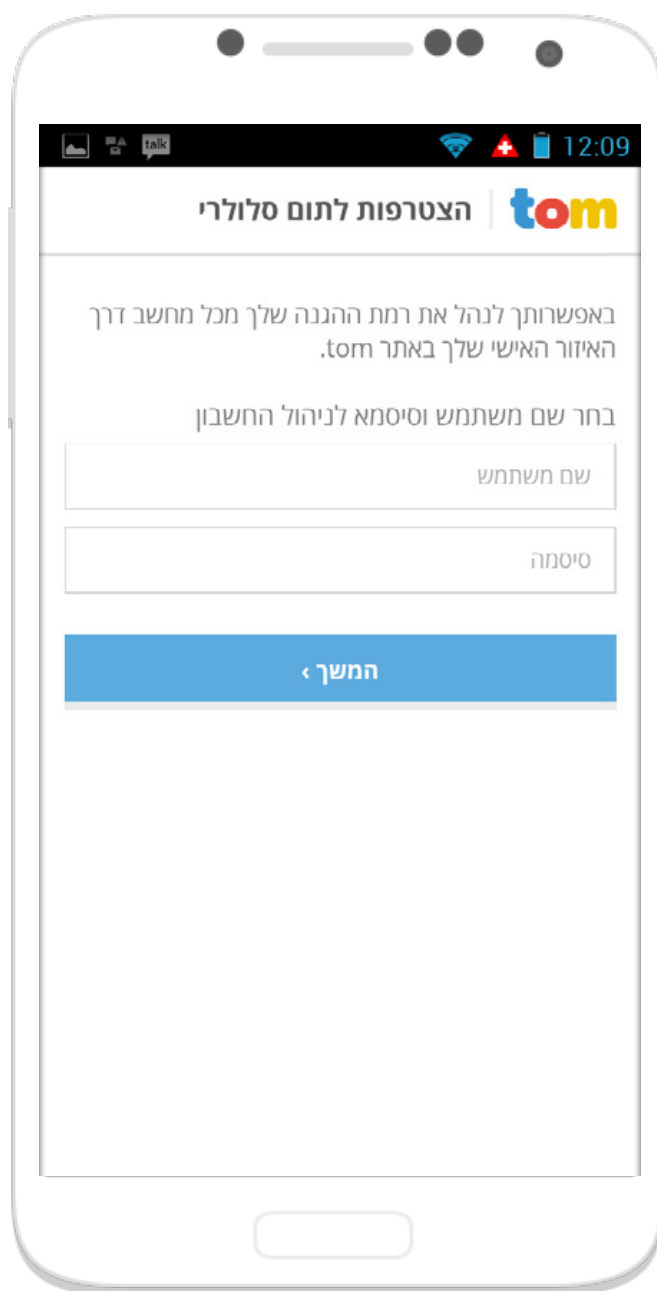 talk
12:09
tom | הצטרפות לתום סלולרי
באפשרותך לנהל את רמת ההגנה שלך מכל מחשב דרך
האיזור האישי שלך באתר tom.
בחר שם משתמש וסיסמא לניהול החשבון
שם משתמש
סיסמה
המשך ›